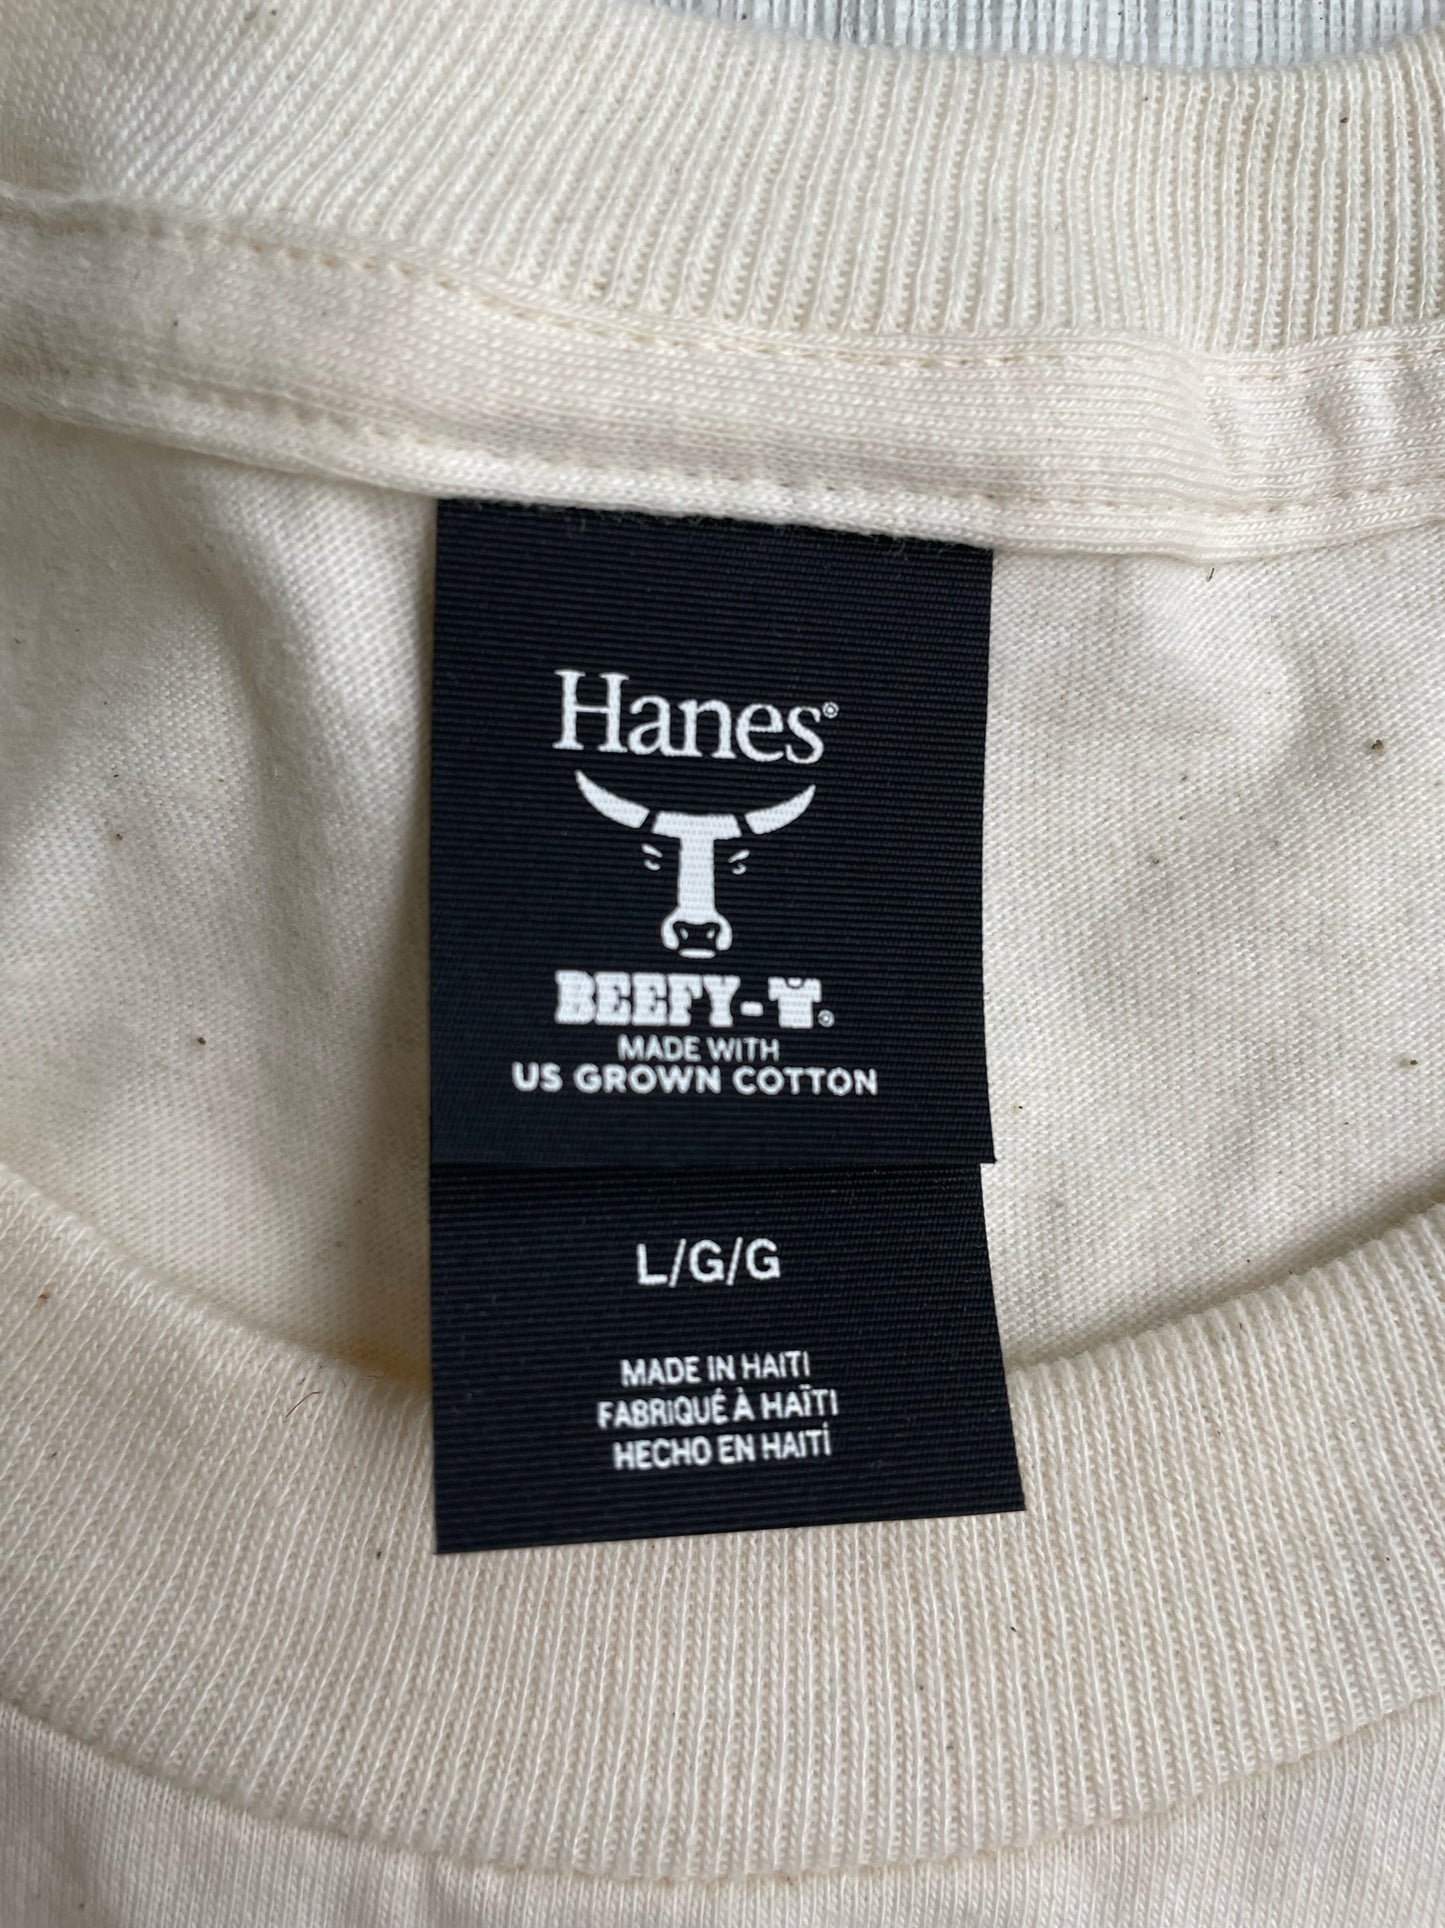 Hanes®
BEEFY-T®
MADE WITH
US GROWN COTTON
L/G/G
MADE IN HAITI
FABRIQUÉ À HAÏTI
HECHO EN HAITÍ